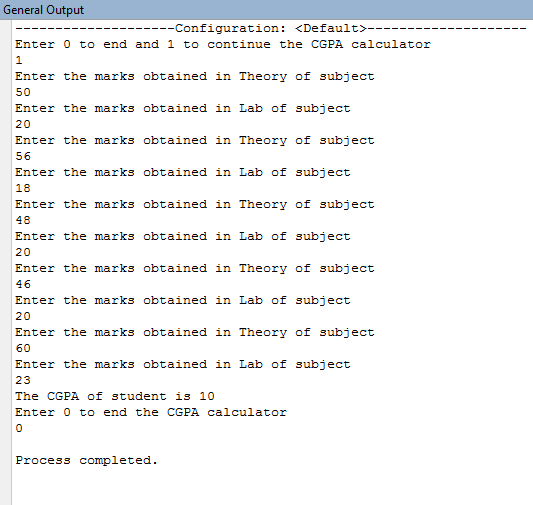 General Output
--------------------Configuration: <Default>--------------------
Enter 0 to end and 1 to continue the CGPA calculator
1
Enter the marks obtained in Theory of subject
50
Enter the marks obtained in Lab of subject
20
Enter the marks obtained in Theory of subject
56
Enter the marks obtained in Lab of subject
18
Enter the marks obtained in Theory of subject
48
Enter the marks obtained in Lab of subject
20
Enter the marks obtained in Theory of subject
46
Enter the marks obtained in Lab of subject
20
Enter the marks obtained in Theory of subject
60
Enter the marks obtained in Lab of subject
23
The CGPA of student is 10
Enter 0 to end the CGPA calculator
0
Process completed.